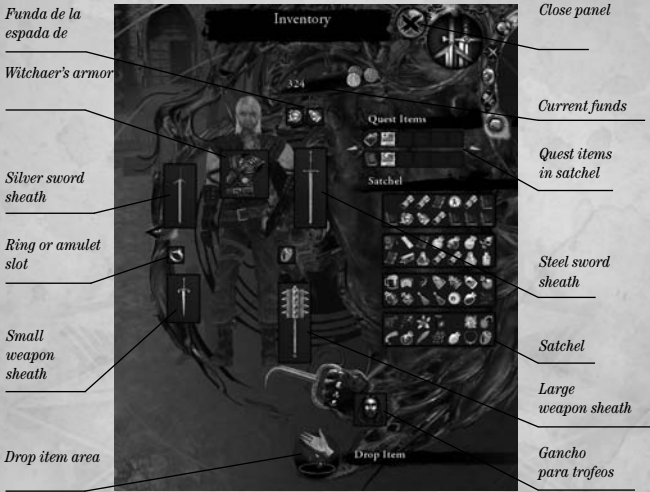 Funda de la
espada de
Witchaer's armor
Silver sword
sheath
Ring or amulet
slot
Small
weapon
sheath
Drop item area
Inventory
324
Quest Items
Satchel
Drop Item
Close panel
Current funds
Quest items
in satchel
Steel sword
sheath
Satchel
Large
weapon sheath
Gancho
para trofeos